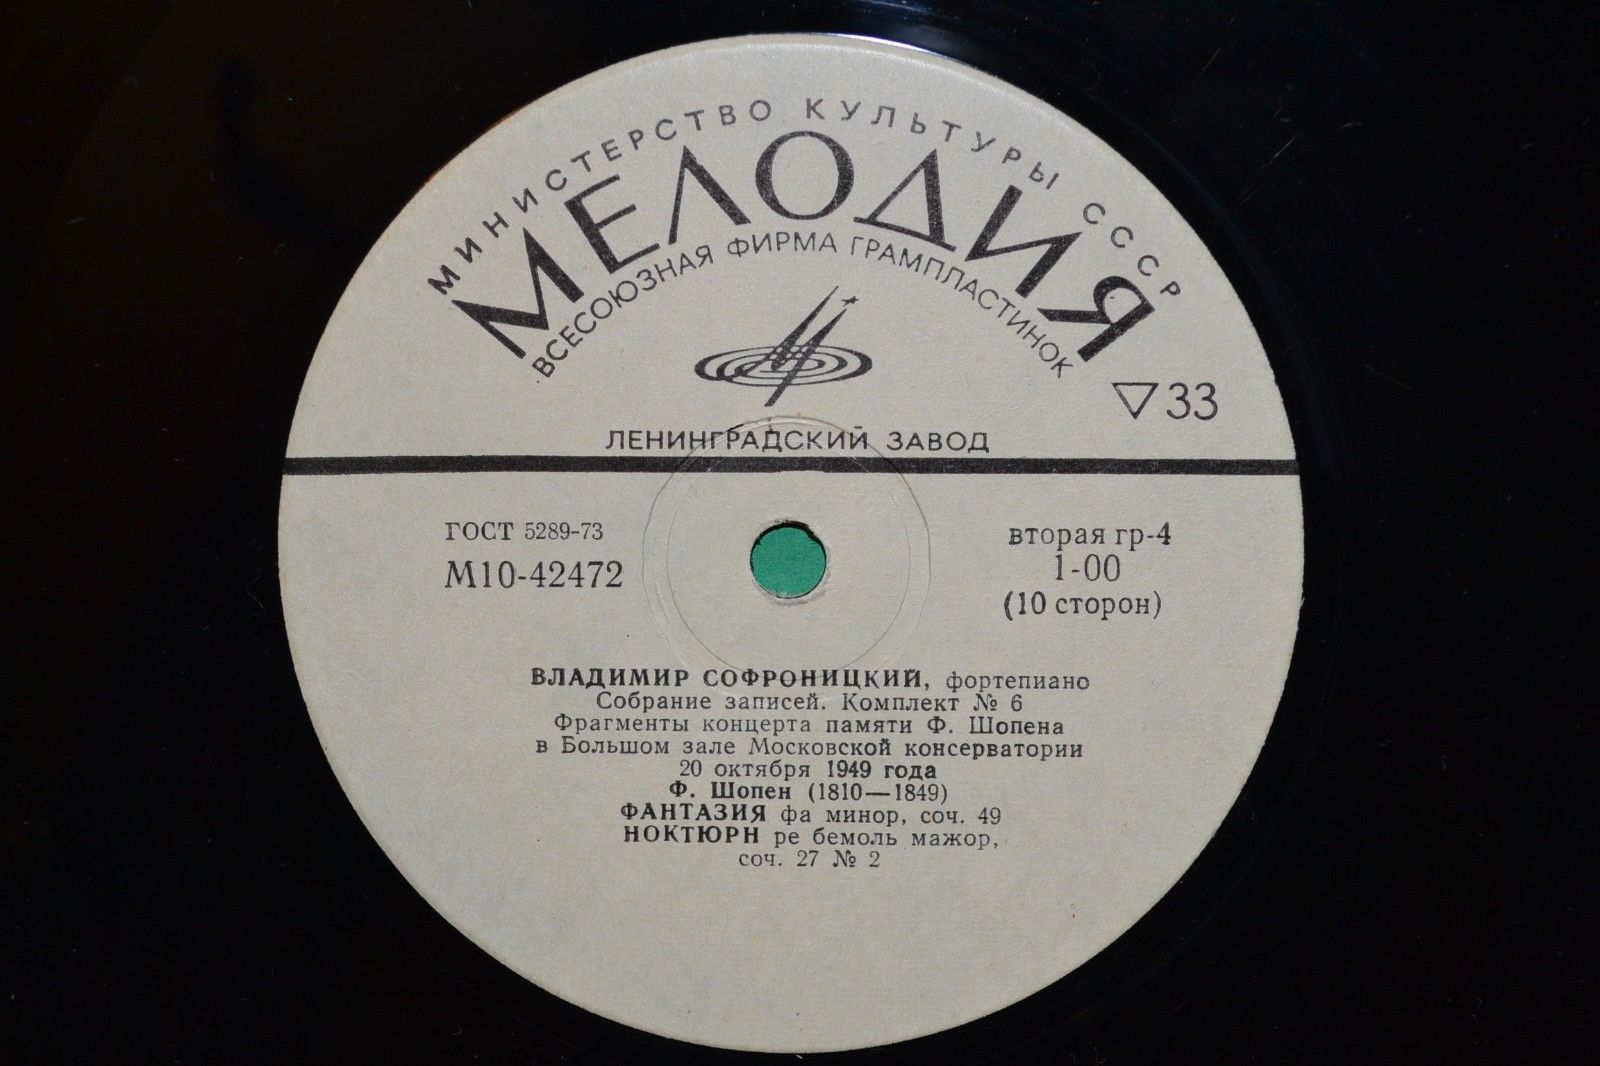 МИНИСТЕРСТВО КУЛЬТУРЫ СССР
МЕЛОДИЯ
ВСЕСОЮЗНАЯ ФИРМА ГРАМПЛАСТИНОК
▽33
ЛЕНИНГРАДСКИЙ ЗАВОД
ГОСТ 5289-73
М10-42472
вторая гр-4
1-00
(10 сторон)
ВЛАДИМИР СОФРОНИЦКИЙ, фортепиано
Собрание записей. Комплект № 6
Фрагменты концерта памяти Ф. Шопена
в Большом зале Московской консерватории
20 октября 1949 года
Ф. Шопен (1810—1849)
ФАНТАЗИЯ фа минор, соч. 49
НОКТЮРН ре бемоль мажор,
соч. 27 № 2